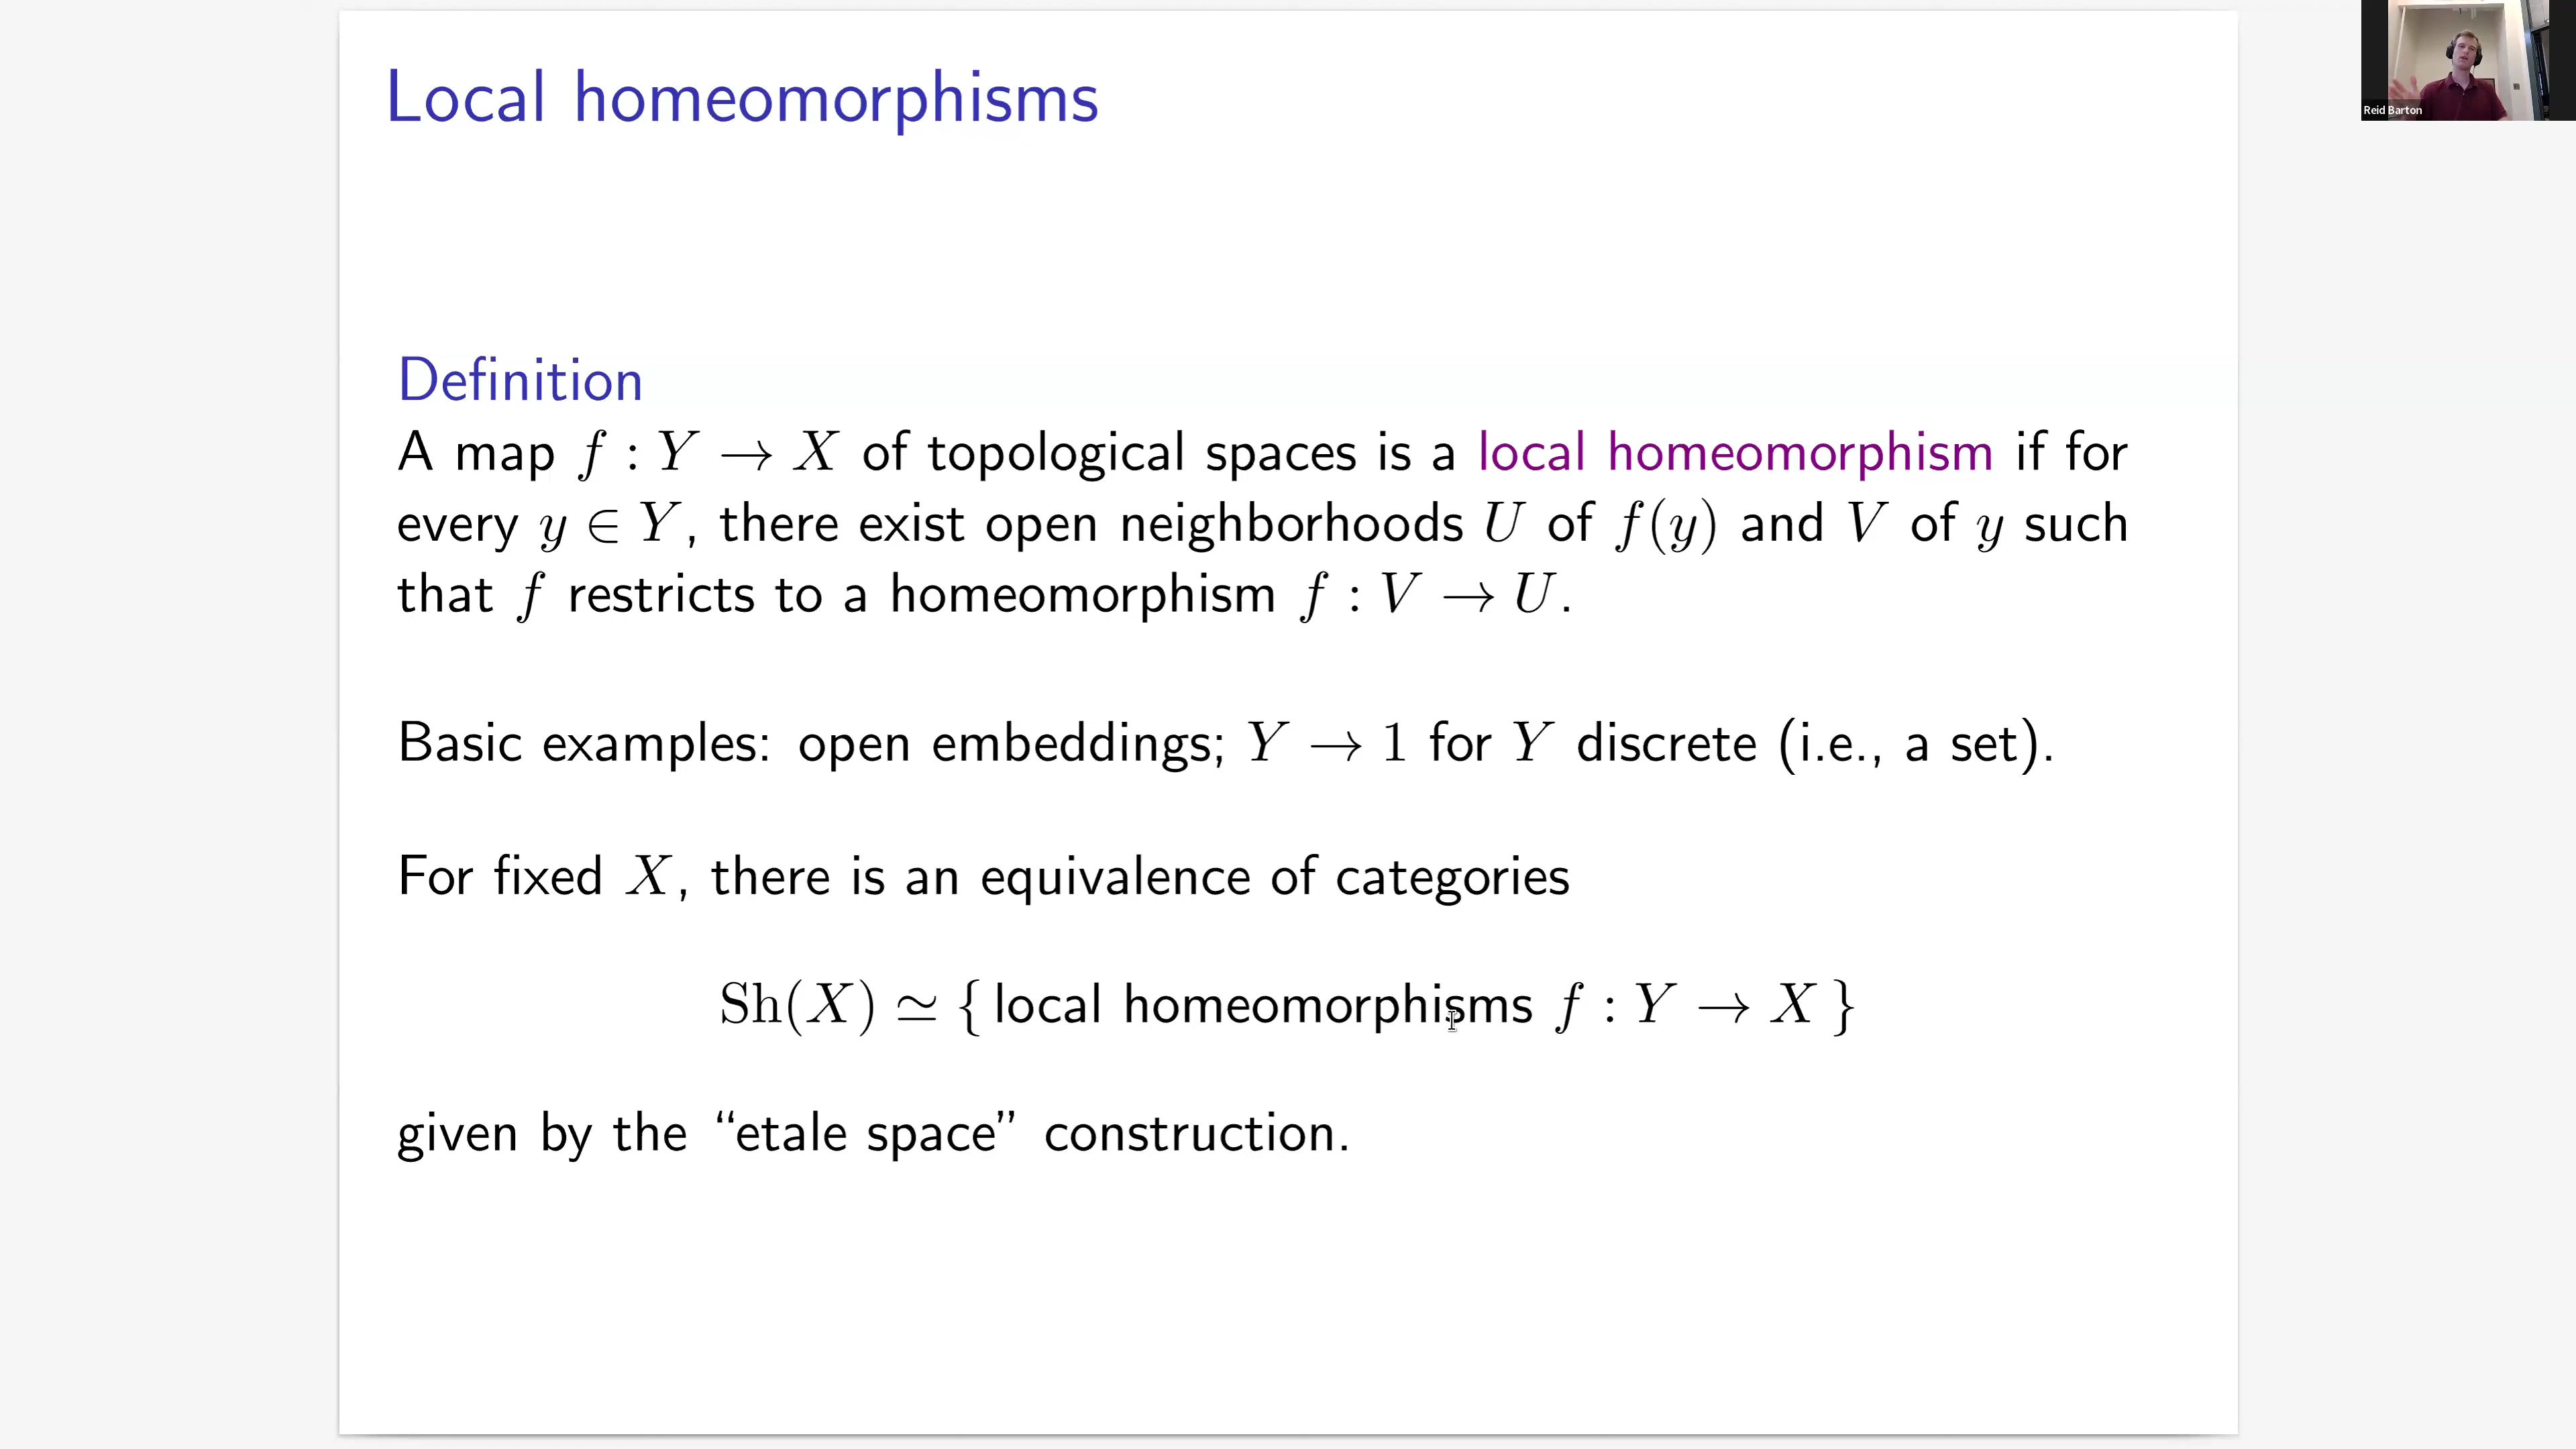 Local homeomorphisms
Reid Barton
Definition
A map f : Y → X of topological spaces is a local homeomorphism if for
every y ∈ Y, there exist open neighborhoods U of f(y) and V of y such
that f restricts to a homeomorphism f : V → U.
Basic examples: open embeddings; Y → 1 for Y discrete (i.e., a set).
For fixed X, there is an equivalence of categories
Sh(X) ≃ { local homeomorphisms f : Y → X }
given by the “etale space” construction.